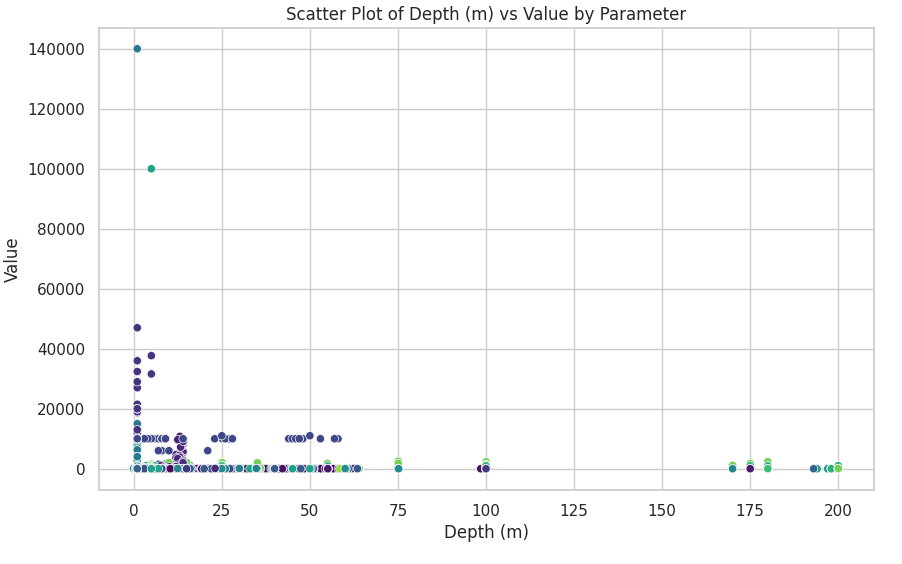 Scatter Plot of Depth (m) vs Value by Parameter
140000
120000
100000
80000
60000
40000
20000
0
Value
0 25 50 75 100 125 150 175 200
Depth (m)